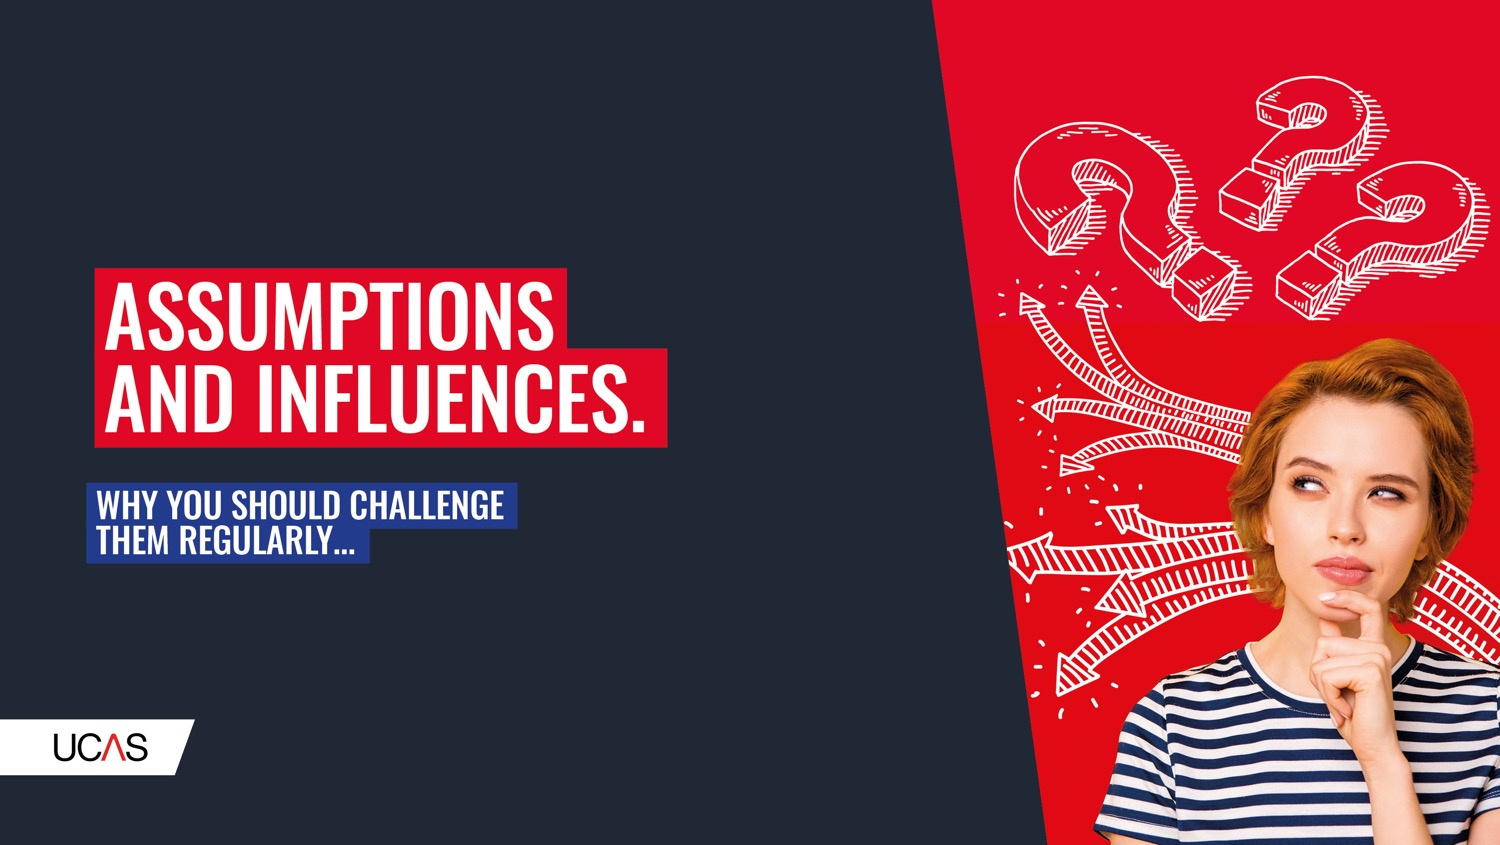 ASSUMPTIONS
AND INFLUENCES.
WHY YOU SHOULD CHALLENGE
THEM REGULARLY...
UCAS
???